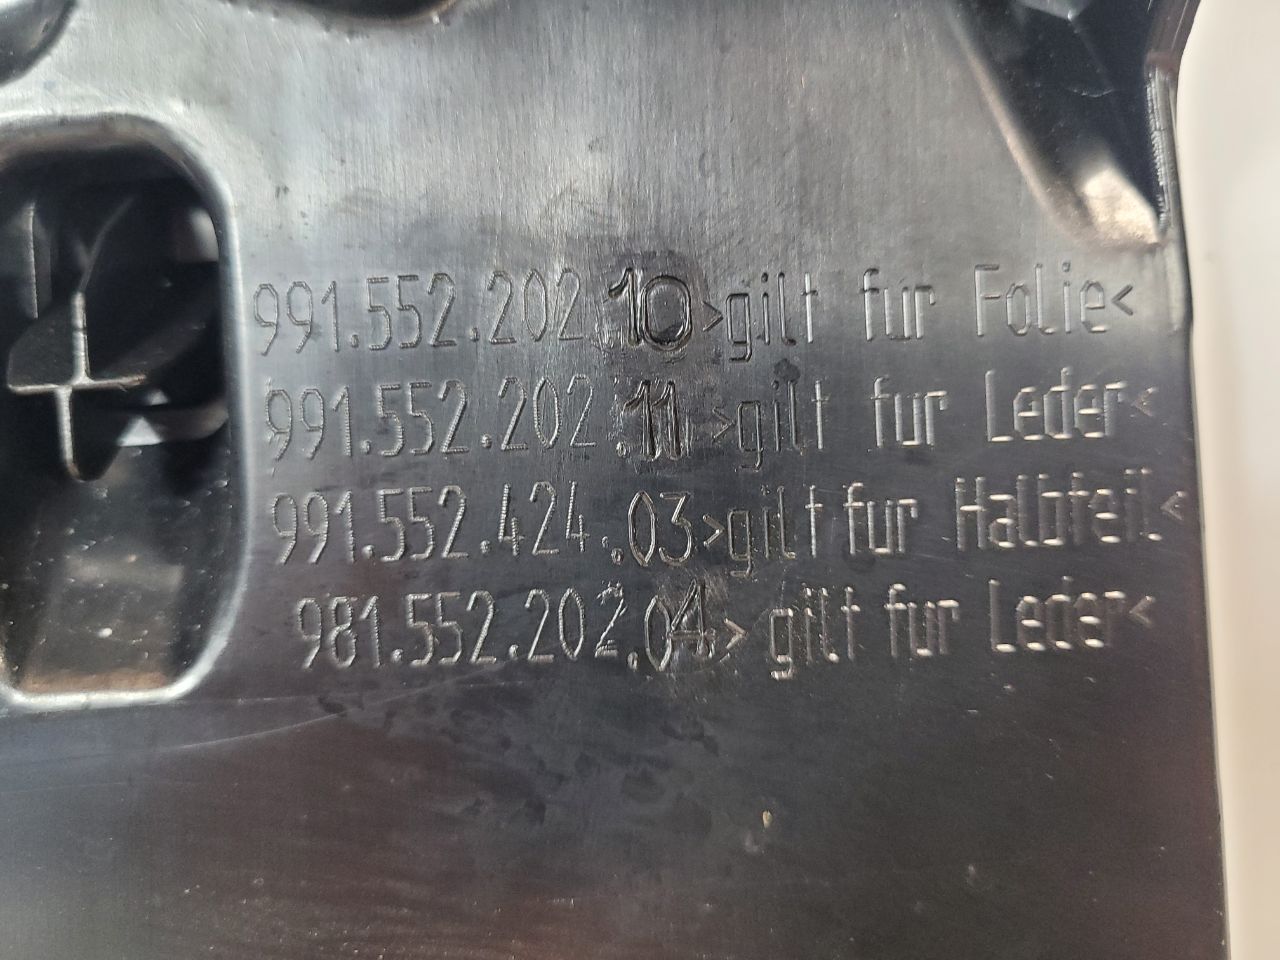 991.552.202.10>gilt fur Folie<
991.552.202.11>gilt fur Leder<
991.552.424.03>gilt fur Halbteil<
981.552.202.04> gilt fur Leder<